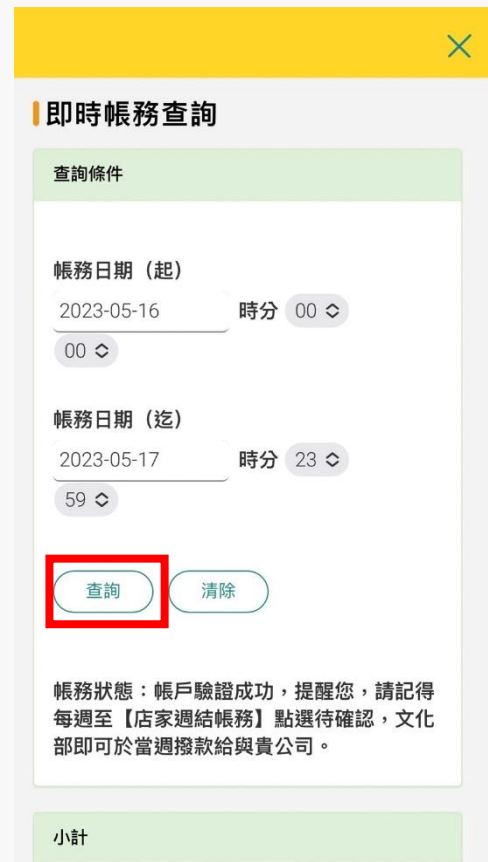 即時帳務查詢
查詢條件
帳務日期（起）
2023-05-16 時分 00
00
帳務日期（迄）
2023-05-17 時分 23
59
查詢 清除
帳務狀態：帳戶驗證成功，提醒您，請記得
每週至【店家週結帳務】點選待確認，文化
部即可於當週撥款給與貴公司。
小計